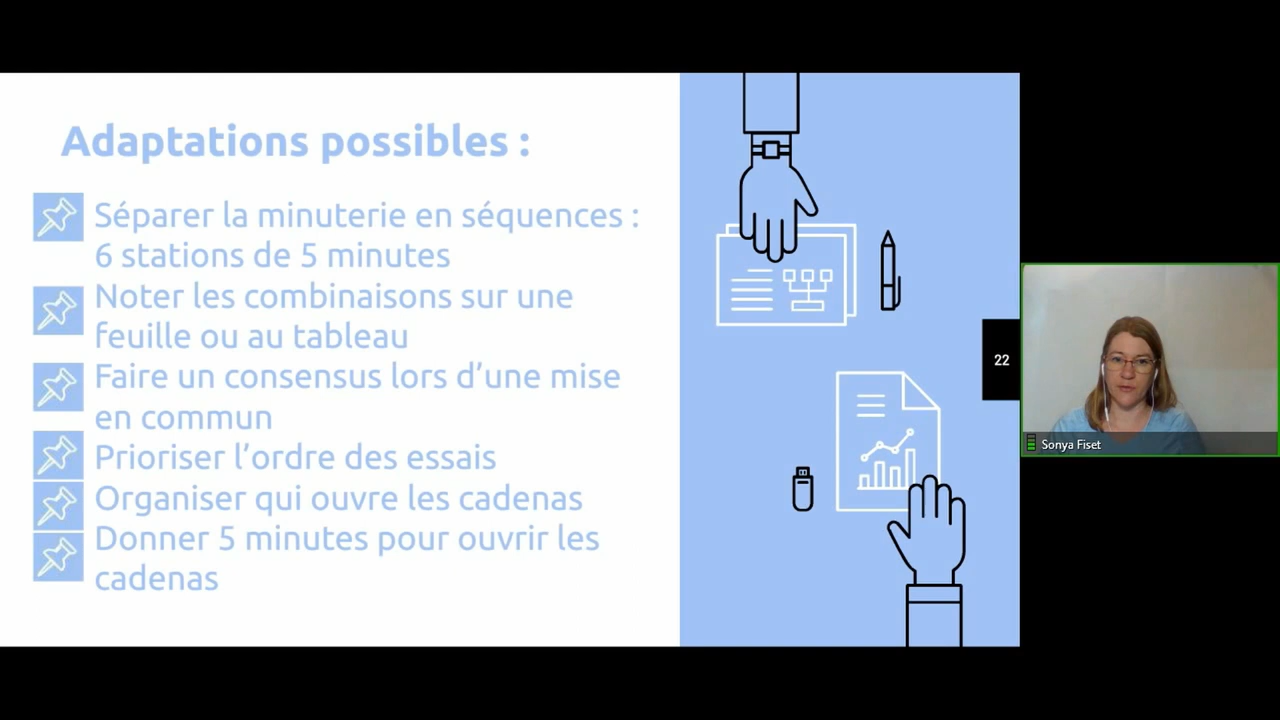 Adaptations possibles :
Séparer la minuterie en séquences :
6 stations de 5 minutes
Noter les combinaisons sur une
feuille ou au tableau
Faire un consensus lors d'une mise
en commun
Prioriser l'ordre des essais
Organiser qui ouvre les cadenas
Donner 5 minutes pour ouvrir les
cadenas
22
Sonya Fiset